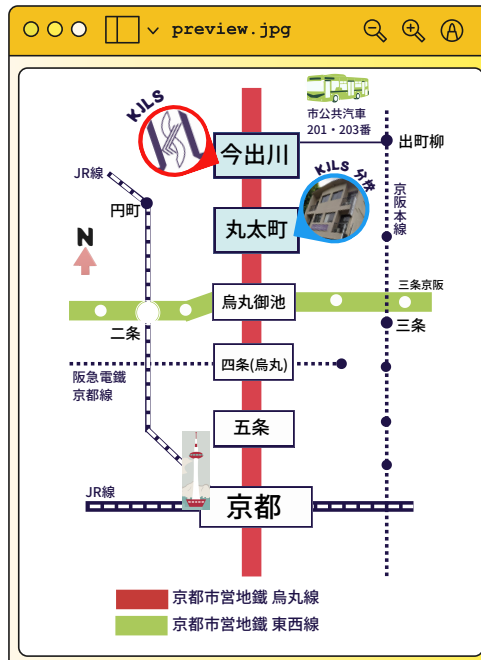 preview.jpg
KJLS
市公共汽車
201・203番
今出川
出町柳
JR線
KJLS 分校
円町
丸太町
京阪本線
N
三条京阪
烏丸御池
二条
三条
四条(烏丸)
阪急電鐵
京都線
五条
JR線
京都
京都市営地鐵 烏丸線
京都市営地鐵 東西線